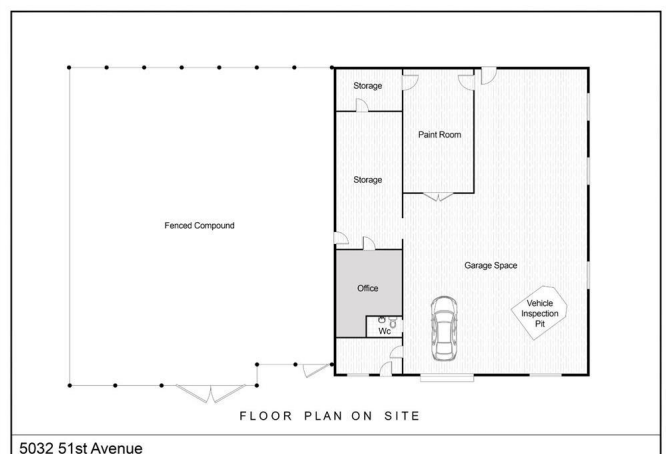 Storage
Paint Room
Storage
Fenced Compound
Garage Space
Office
Vehicle
Inspection
Pit
Wc
FLOOR PLAN ON SITE
5032 51st Avenue